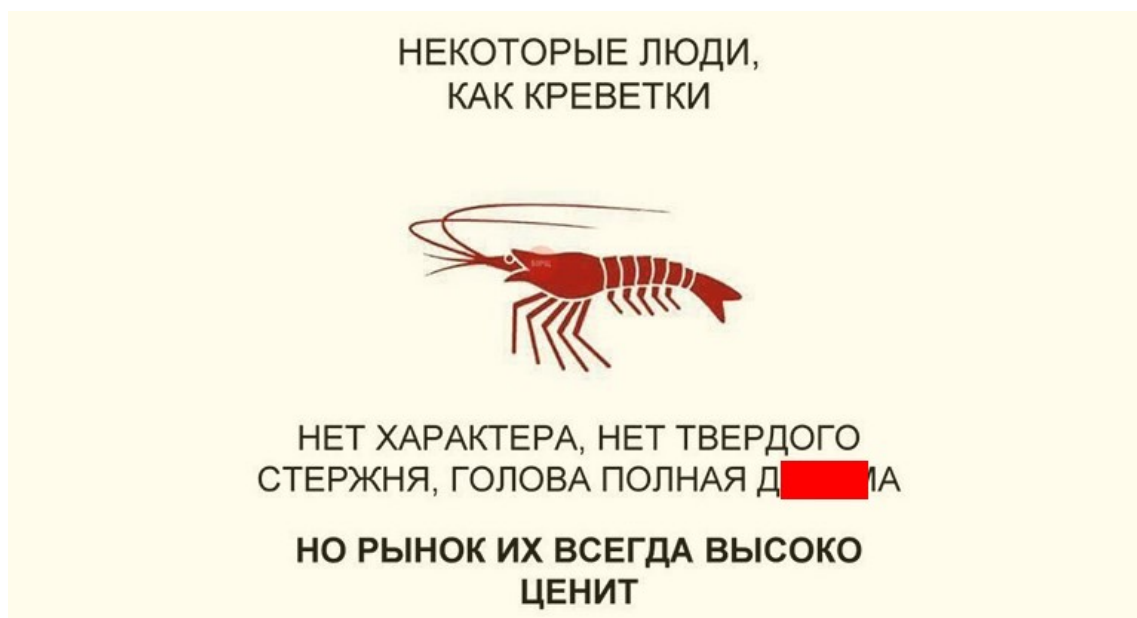 НЕКОТОРЫЕ ЛЮДИ,
КАК КРЕВЕТКИ
НЕТ ХАРАКТЕРА, НЕТ ТВЕРДОГО
СТЕРЖНЯ, ГОЛОВА ПОЛНАЯ
НО РЫНОК ИХ ВСЕГДА ВЫСОКО
ЦЕНИТ